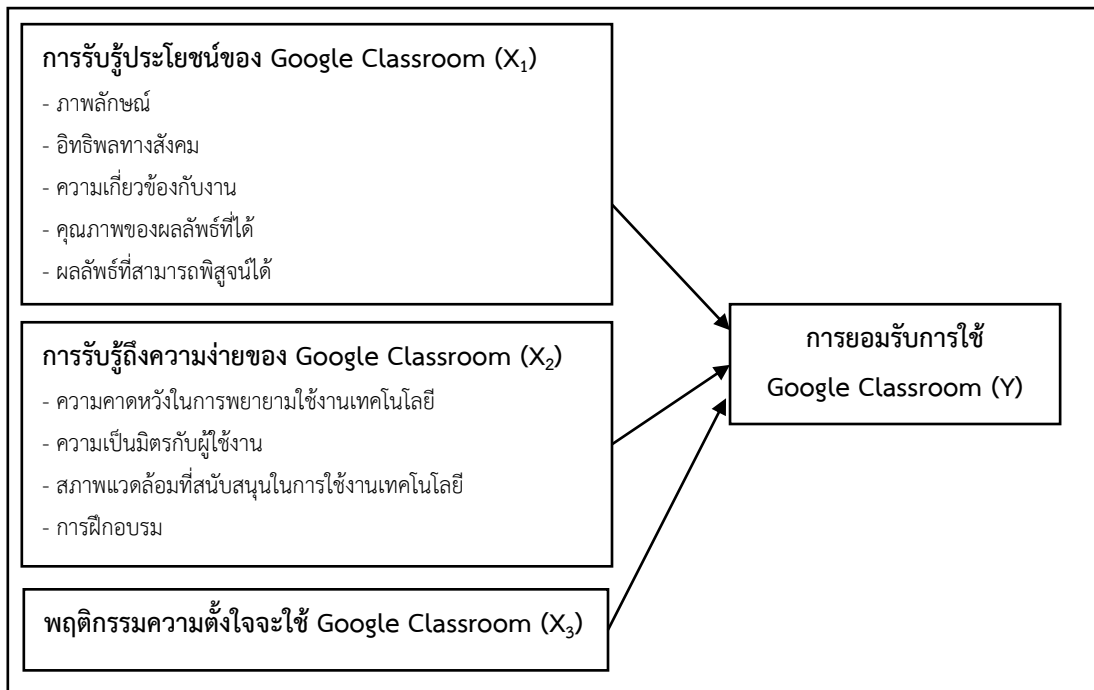 การรับรู้ประโยชน์ของ Google Classroom (X₁)
- ภาพลักษณ์
- อิทธิพลทางสังคม
- ความเกี่ยวข้องกับงาน
- คุณภาพของผลลัพธ์ที่ได้
- ผลลัพธ์ที่สามารถพิสูจน์ได้
การรับรู้ถึงความง่ายของ Google Classroom (X₂)
- ความคาดหวังในการพยายามใช้งานเทคโนโลยี
- ความเป็นมิตรกับผู้ใช้งาน
- สภาพแวดล้อมที่สนับสนุนในการใช้งานเทคโนโลยี
- การฝึกอบรม
พฤติกรรมความตั้งใจจะใช้ Google Classroom (X₃)
การยอมรับการใช้
Google Classroom (Y)